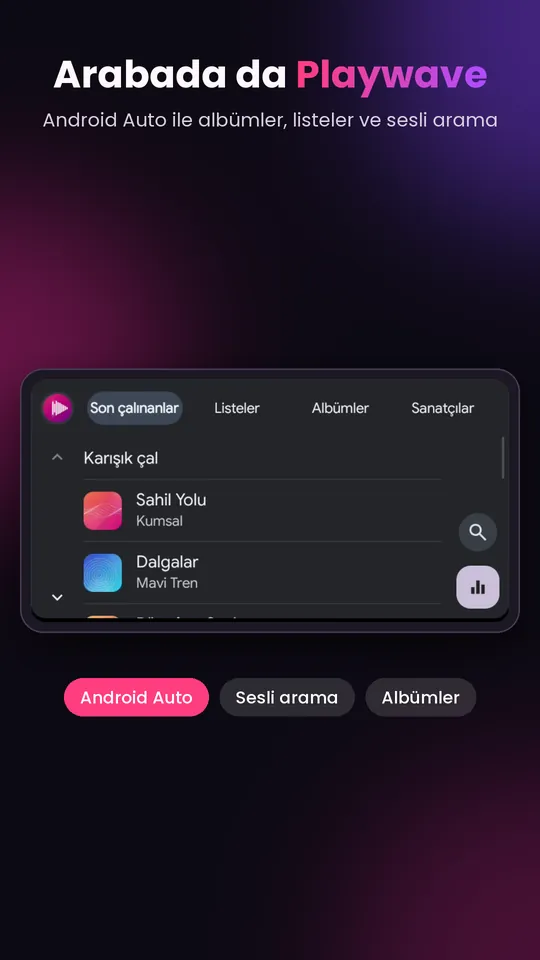 Arabada da Playwave
Android Auto ile albümler, listeler ve sesli arama
Son çalınanlar
Listeler
Albümler
Sanatçılar
Karışık çal
Sahil Yolu
Kumsal
Dalgalar
Mavi Tren
Android Auto
Sesli arama
Albümler